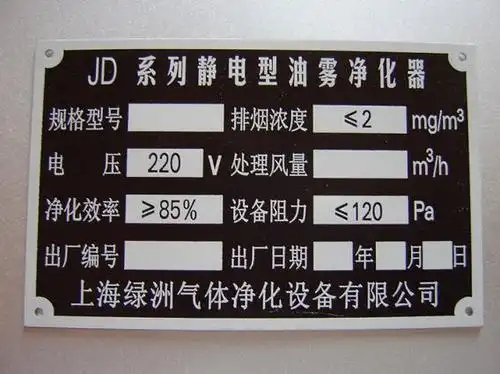 JD 系列静电型油雾净化器
规格型号 排烟浓度 ≤2 mg/m³
电 压 220 V 处理风量 m³/h
净化效率 ≥85% 设备阻力 ≤120 Pa
出厂编号 出厂日期 年 月 日
上海绿洲气体净化设备有限公司